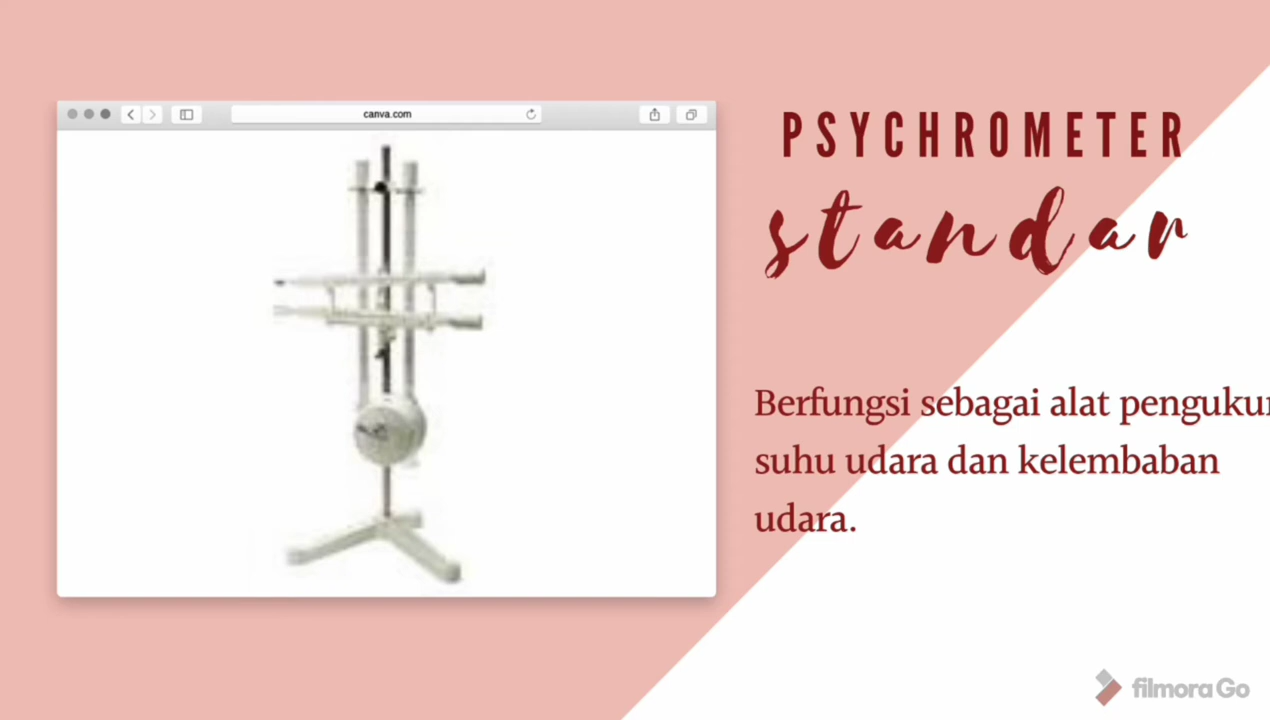 canva.com
PSYCHROMETER
standar
Berfungsi sebagai alat pengukur
suhu udara dan kelembaban
udara.
filmora Go